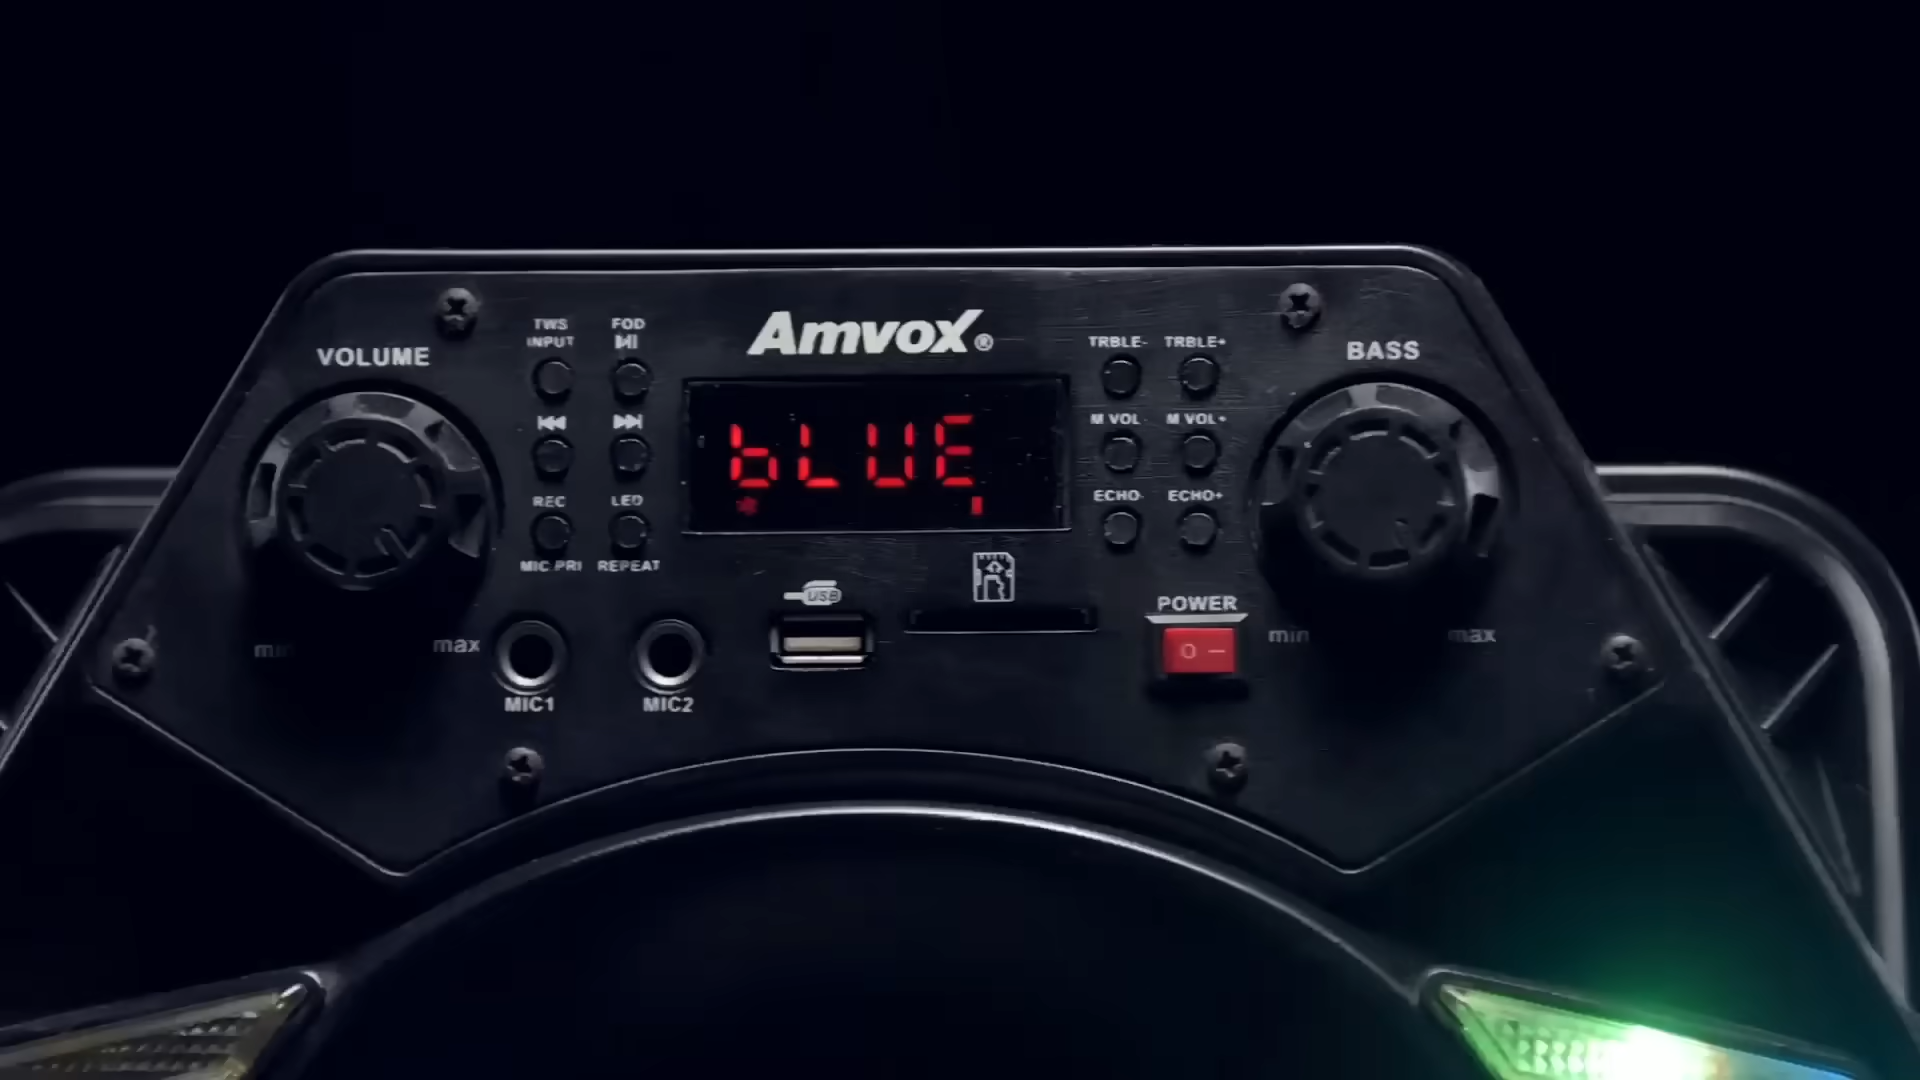 Amvox®
VOLUME
TWS
INPUT
FOD
TRBLE-
TRBLE+
BASS
bLUE
M VOL-
M VOL+
REC
LED
ECHO-
ECHO+
MIC PRI
REPEAT
USB
POWER
min
max
min
max
MIC1
MIC2